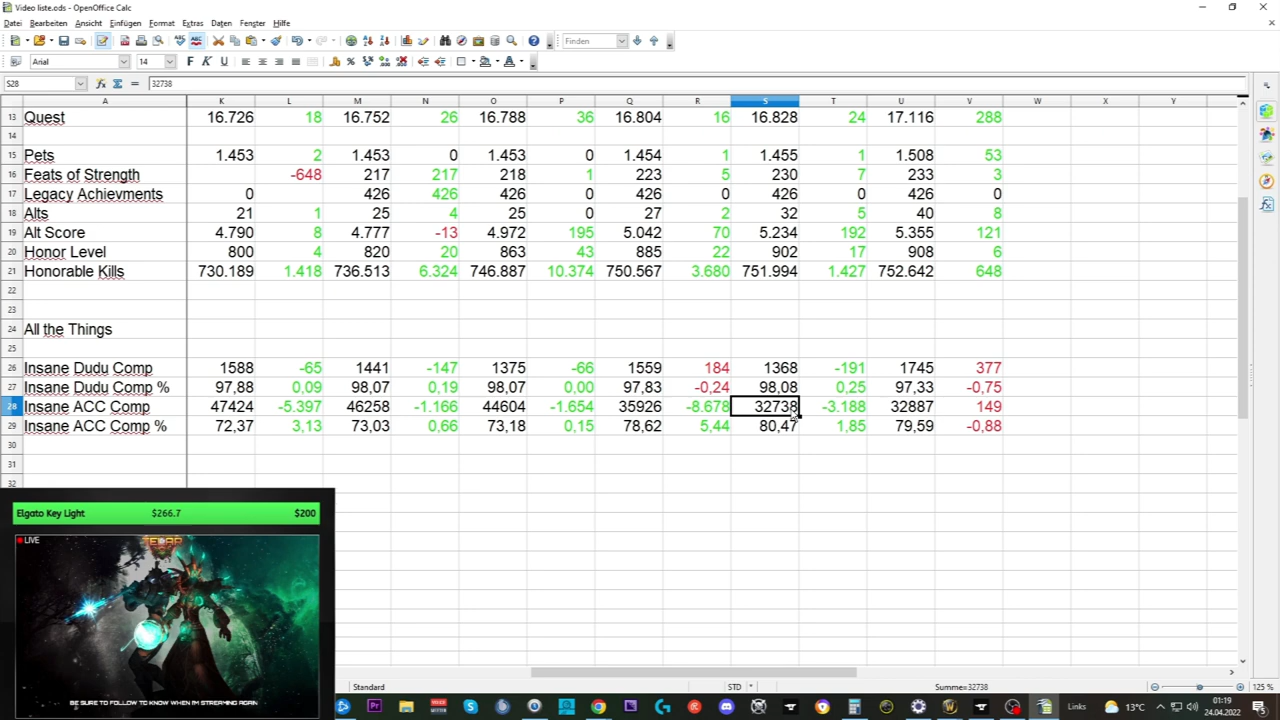 Video liste.ods - OpenOffice Calc
Datei Bearbeiten Ansicht Einfügen Format Extras Daten Fenster Hilfe
Finden
Arial 14
S28 32738
A K L M N O P Q R S T U V W X Y
13 Quest 16.726 18 16.752 26 16.788 36 16.804 16 16.828 24 17.116 288
14
15 Pets 1.453 2 1.453 0 1.453 0 1.454 1 1.455 1 1.508 53
16 Feats of Strength -648 217 217 218 1 223 5 230 7 233 3
17 Legacy Achievments 0 426 426 426 0 426 0 426 0 426 0
18 Alts 21 1 25 4 25 0 27 2 32 5 40 8
19 Alt Score 4.790 8 4.777 -13 4.972 195 5.042 70 5.234 192 5.355 121
20 Honor Level 800 4 820 20 863 43 885 22 902 17 908 6
21 Honorable Kills 730.189 1.418 736.513 6.324 746.887 10.374 750.567 3.680 751.994 1.427 752.642 648
22
23
24 All the Things
25
26 Insane Dudu Comp 1588 -65 1441 -147 1375 -66 1559 184 1368 -191 1745 377
27 Insane Dudu Comp % 97,88 0,09 98,07 0,19 98,07 0,00 97,83 -0,24 98,08 0,25 97,33 -0,75
28 Insane ACC Comp 47424 -5.397 46258 -1.166 44604 -1.654 35926 -8.678 32738 -3.188 32887 149
29 Insane ACC Comp % 72,37 3,13 73,03 0,66 73,18 0,15 78,62 5,44 80,47 1,85 79,59 -0,88
30
31
32
Elgato Key Light $266.7 $200
LIVE
BE SURE TO FOLLOW TO KNOW WHEN I'M STREAMING AGAIN
Standard STD * Summe=32738 125 %
Links 13°C 01:19
24.04.2022